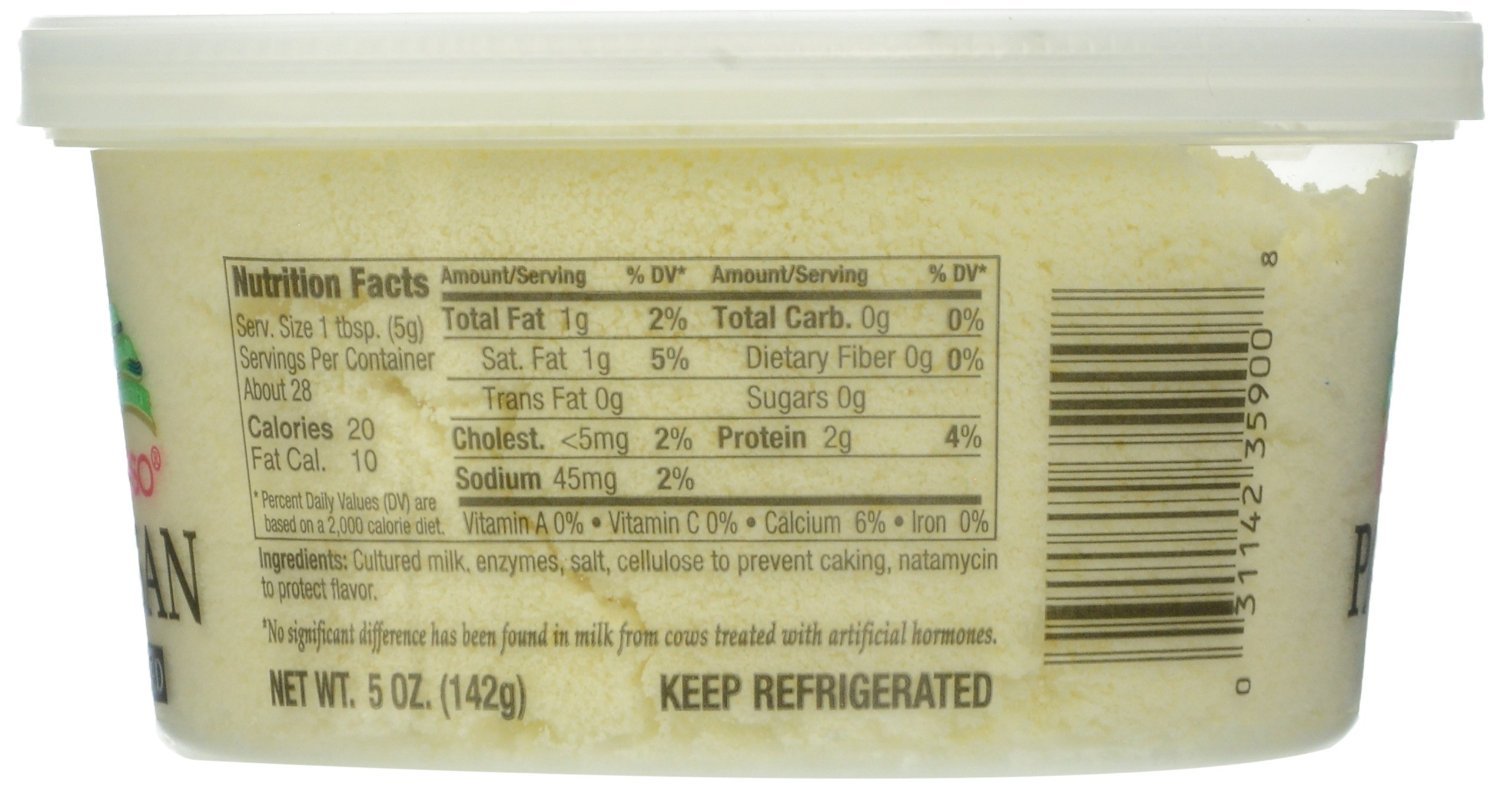 Nutrition Facts
Serv. Size 1 tbsp. (5g)
Servings Per Container
About 28
Calories 20
Fat Cal. 10
* Percent Daily Values (DV) are
based on a 2,000 calorie diet.
Amount/Serving % DV* Amount/Serving % DV*
Total Fat 1g 2% Total Carb. 0g 0%
Sat. Fat 1g 5% Dietary Fiber 0g 0%
Trans Fat 0g Sugars 0g
Cholest. <5mg 2% Protein 2g 4%
Sodium 45mg 2%
Vitamin A 0% • Vitamin C 0% • Calcium 6% • Iron 0%
Ingredients: Cultured milk, enzymes, salt, cellulose to prevent caking, natamycin
to protect flavor.
*No significant difference has been found in milk from cows treated with artificial hormones.
NET WT. 5 OZ. (142g) KEEP REFRIGERATED
0 31142 35900 8